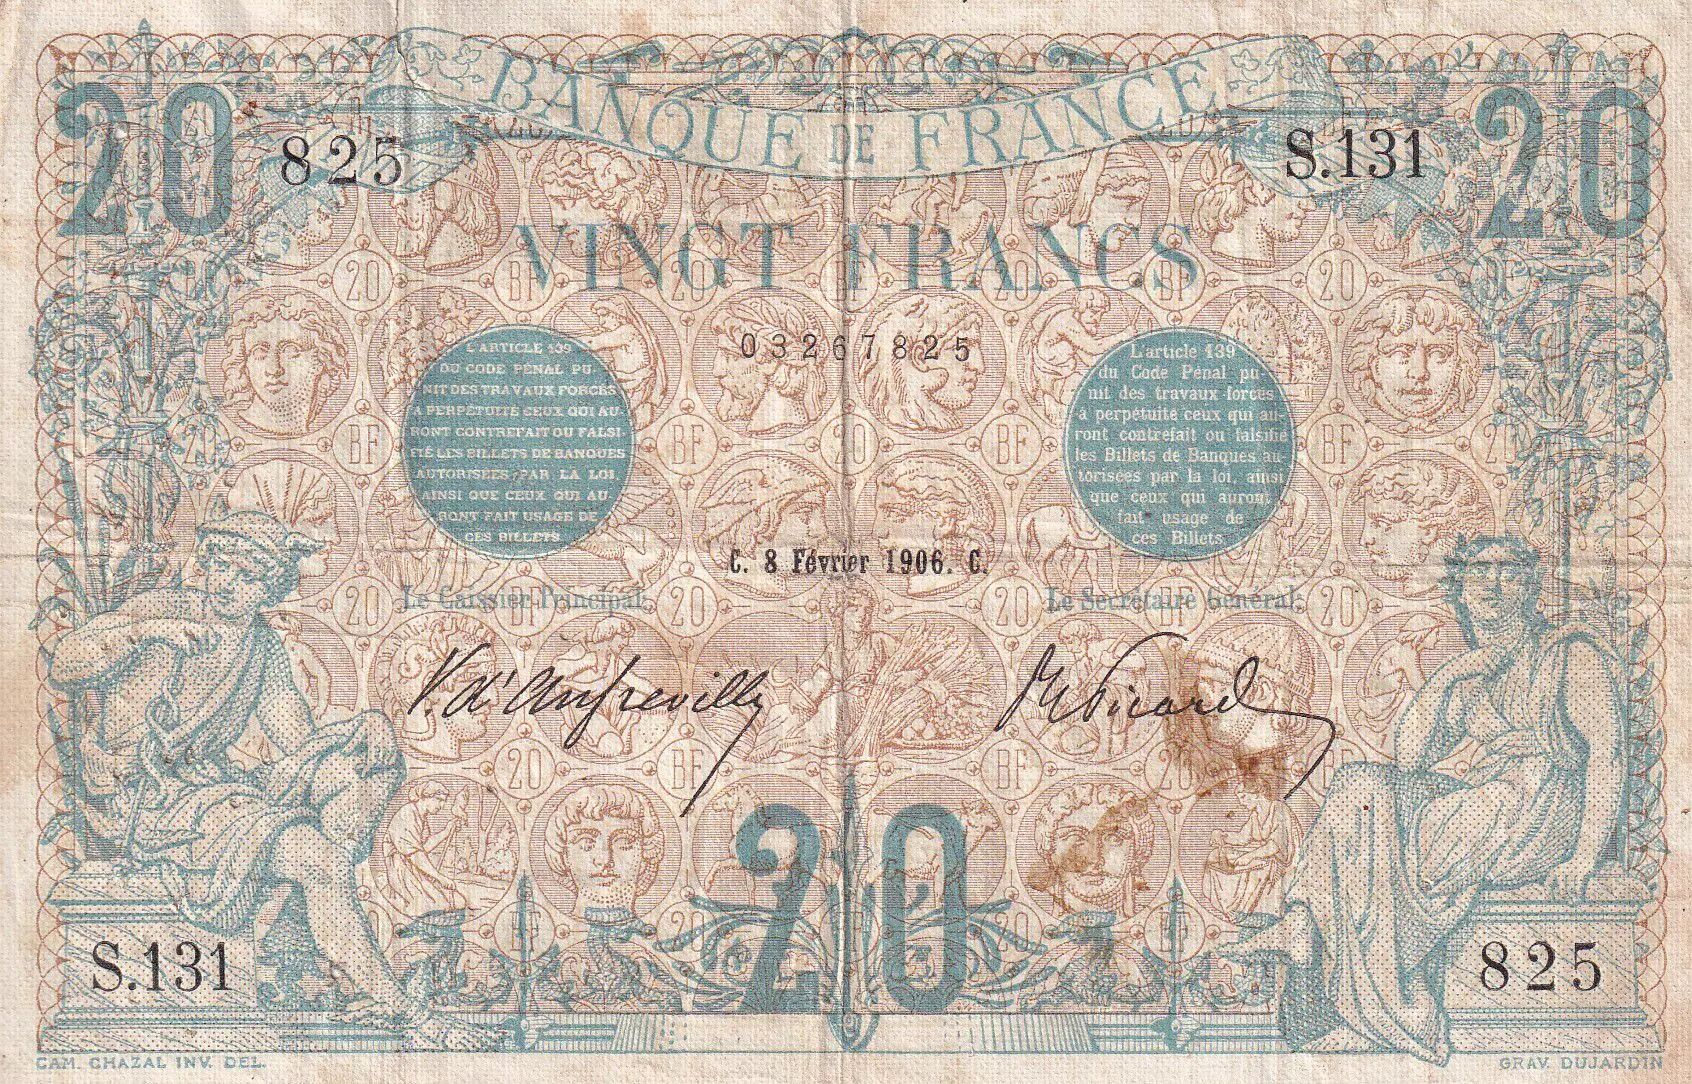 BANQUE DE FRANCE
20
20
825
S.131
VINGT FRANCS
03267825
L'ARTICLE 139
DU CODE PÉNAL PU
NIT DES TRAVAUX FORCÉS
A PERPÉTUITÉ CEUX QUI AU-
RONT CONTREFAIT OU FALSI
FIÉ LES BILLETS DE BANQUES
AUTORISÉES PAR LA LOI,
AINSI QUE CEUX QUI AU-
RONT FAIT USAGE DE
CES BILLETS
L'article 139
du Code Pénal pu
nit des travaux forcés
à perpétuité ceux qui au-
ront contrefait ou falsifié
les Billets de Banques au
torisées par la loi, ainsi
que ceux qui auront
fait usage de
ces Billets
C. 8 Février 1906. C.
Le Caissier Principal,
Le Secrétaire Général,
V. d'Anfreville
Picard
20
S.131
825
CAM. CHAZAL INV. DEL.
GRAV. DUJARDIN